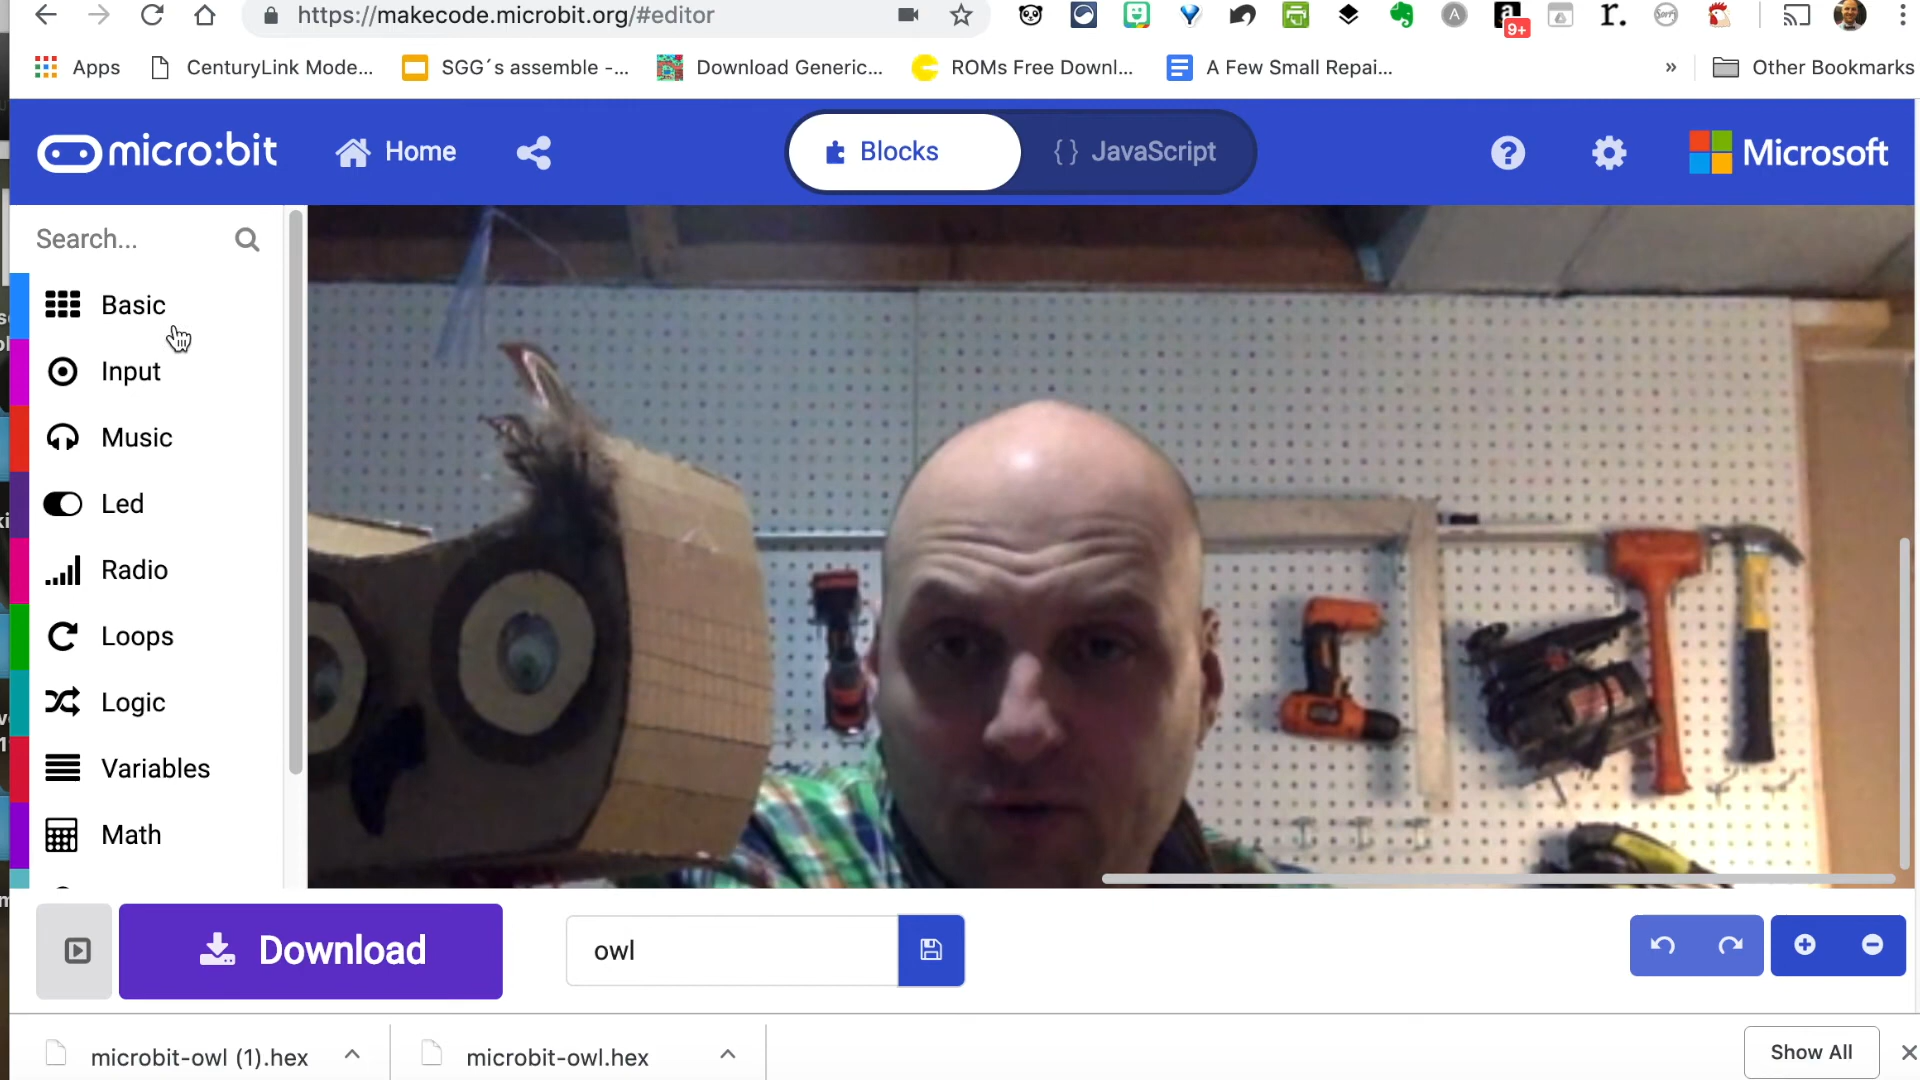 https://makecode.microbit.org/#editor
9+
Apps
CenturyLink Mode...
SGG´s assemble -...
Download Generic...
ROMs Free Downl...
A Few Small Repai...
»
Other Bookmarks
micro:bit
Home
Blocks
{} JavaScript
Microsoft
Search...
Basic
Input
Music
Led
Radio
Loops
Logic
Variables
Math
Download
owl
microbit-owl (1).hex
microbit-owl.hex
Show All